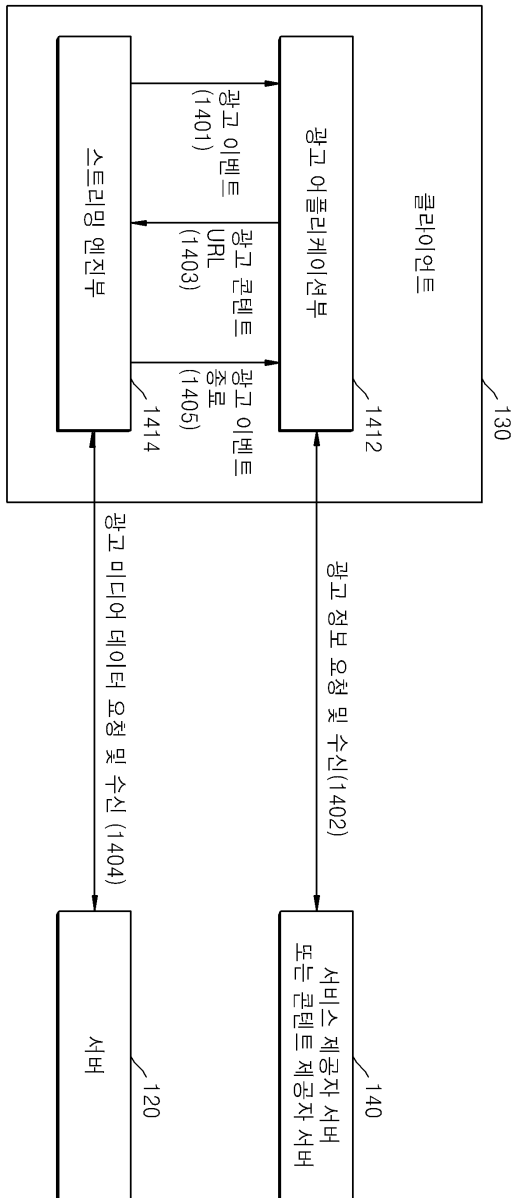 130
클라이언트
1412
광고 어플리케이션부
광고 이벤트
(1401)
광고 콘텐트
URL
(1403)
광고 이벤트
종료
(1405)
1414
스트리밍 엔진부
광고 정보 요청 및 수신(1402)
광고 미디어 데이터 요청 및 수신 (1404)
140
서비스 제공자 서버
또는 콘텐트 제공자 서버
120
서버